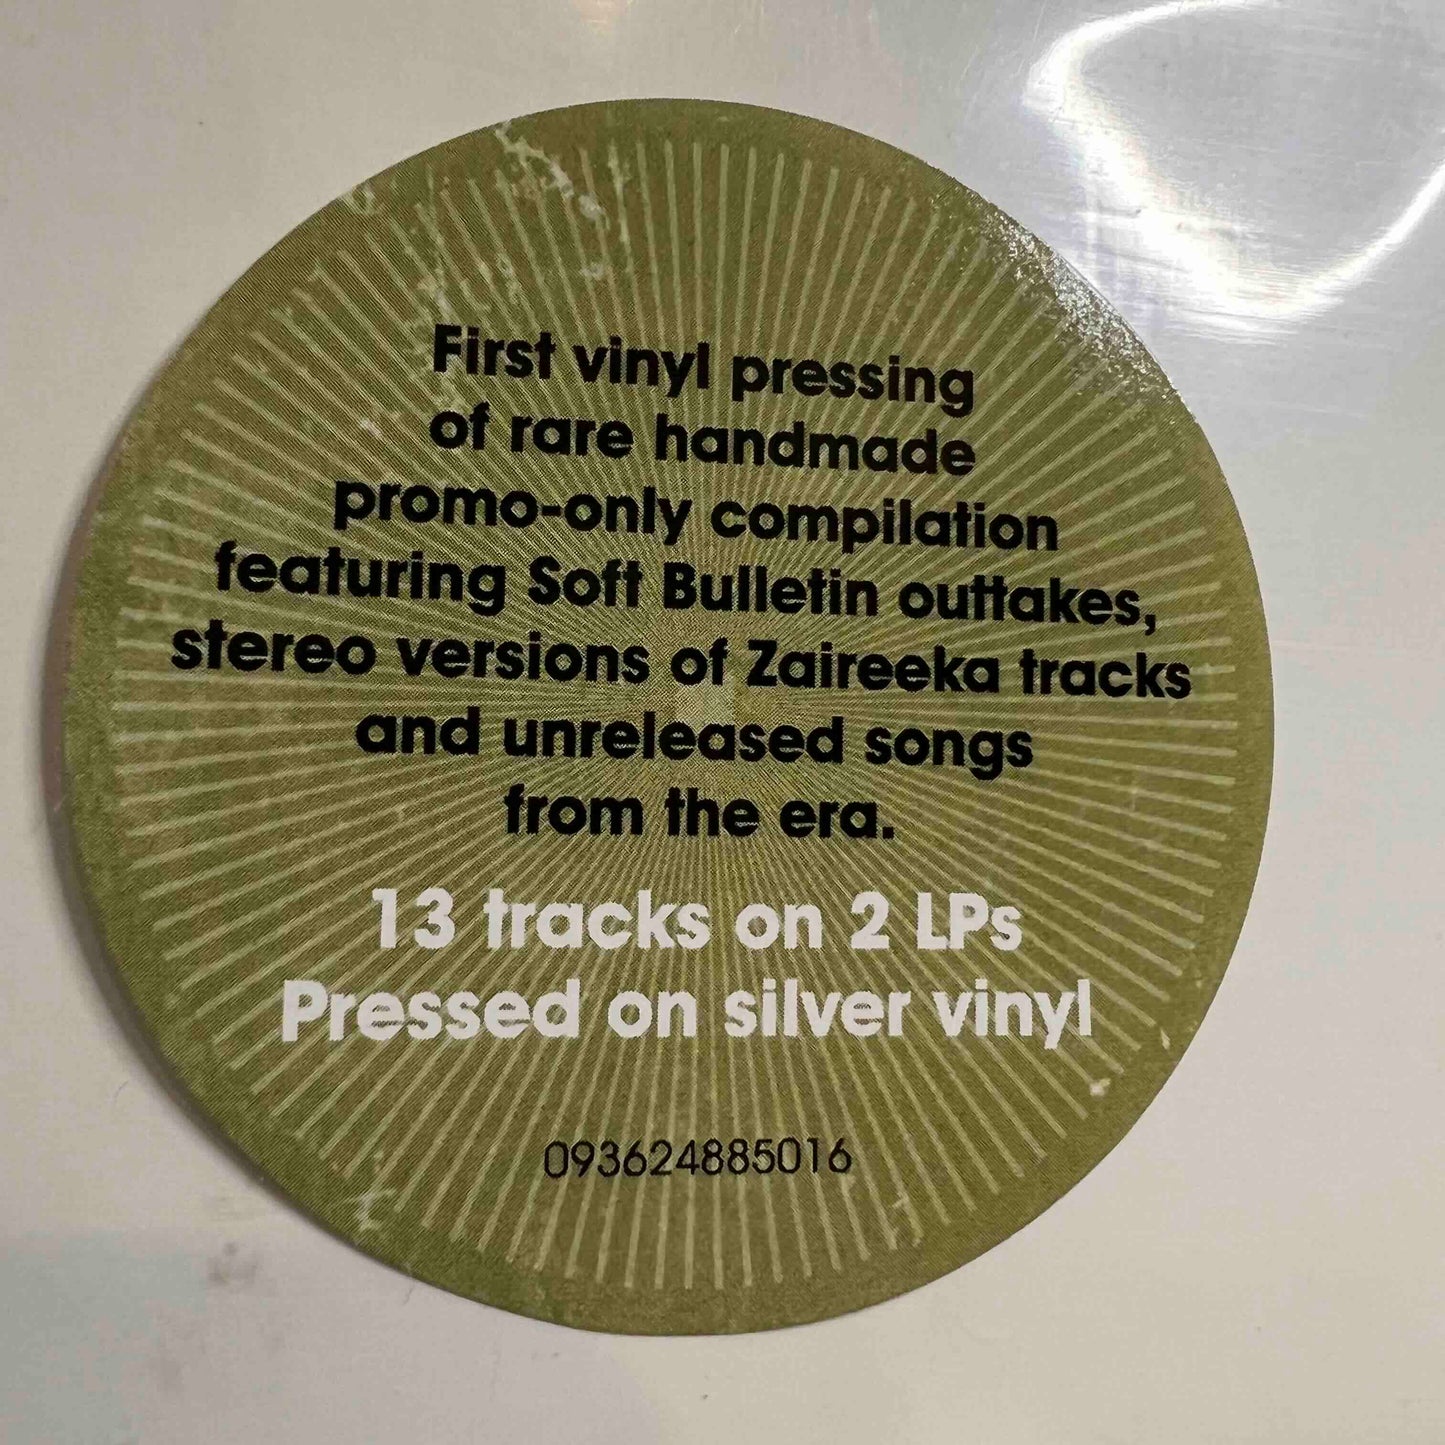 First vinyl pressing
of rare handmade
promo-only compilation
featuring Soft Bulletin outtakes,
stereo versions of Zaireeka tracks
and unreleased songs
from the era.
13 tracks on 2 LPs
Pressed on silver vinyl
093624885016